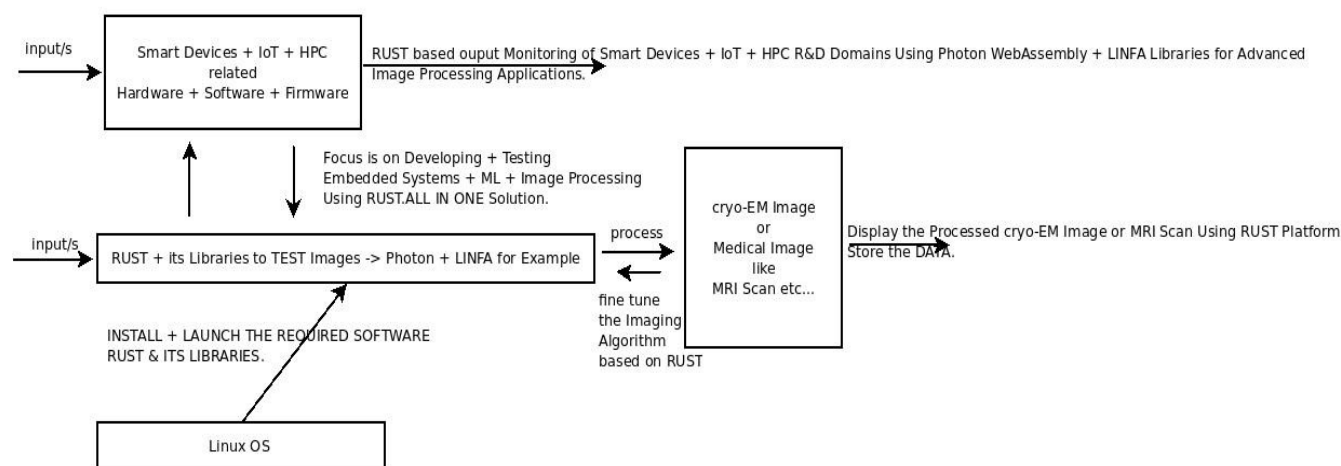 input/s
Smart Devices + IoT + HPC
related
Hardware + Software + Firmware
RUST based ouput Monitoring of Smart Devices + IoT + HPC R&D Domains Using Photon WebAssembly + LINFA Libraries for Advanced
Image Processing Applications.
Focus is on Developing + Testing
Embedded Systems + ML + Image Processing
Using RUST.ALL IN ONE Solution.
input/s
RUST + its Libraries to TEST Images -> Photon + LINFA for Example
process
fine tune
the Imaging
Algorithm
based on RUST
cryo-EM Image
or
Medical Image
like
MRI Scan etc...
Display the Processed cryo-EM Image or MRI Scan Using RUST Platform
Store the DATA.
INSTALL + LAUNCH THE REQUIRED SOFTWARE
RUST & ITS LIBRARIES.
Linux OS